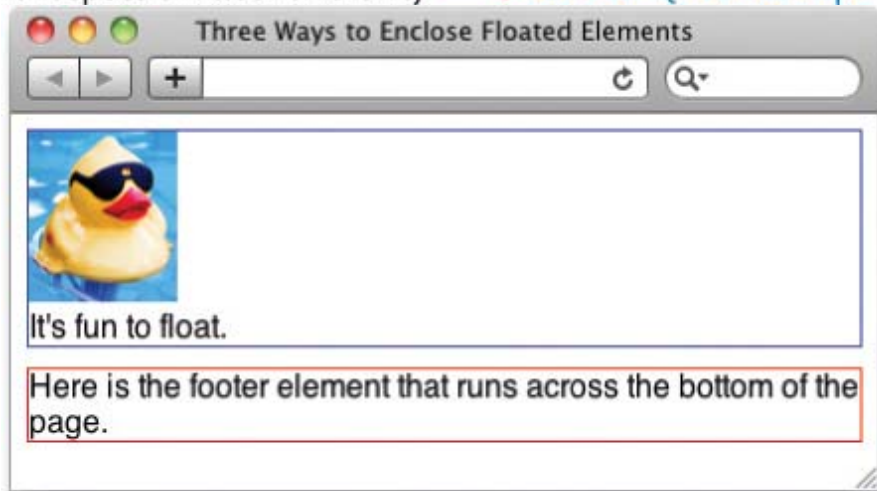 Three Ways to Enclose Floated Elements
It's fun to float.
Here is the footer element that runs across the bottom of the
page.